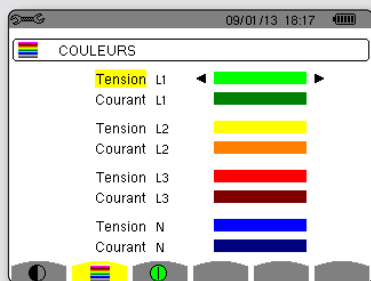 09/01/13 18:17
COULEURS
Tension L1
Courant L1
Tension L2
Courant L2
Tension L3
Courant L3
Tension N
Courant N